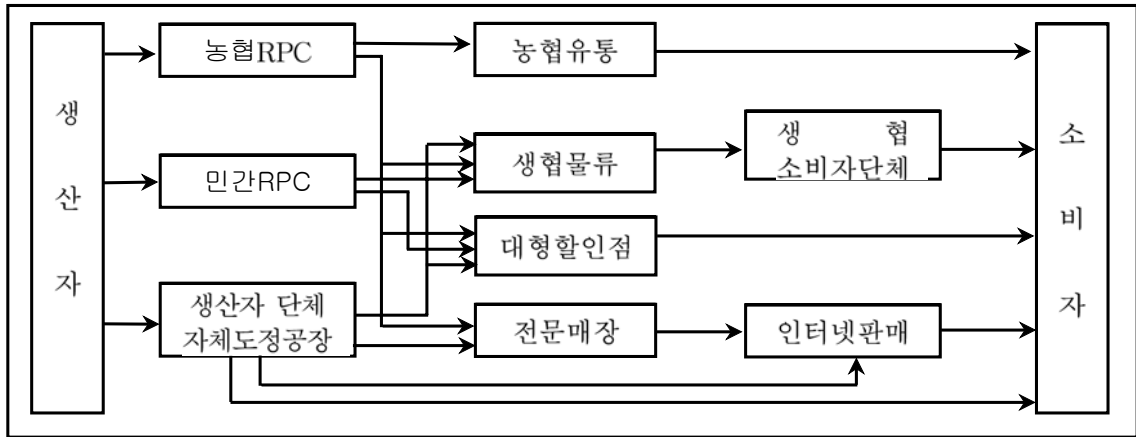 생산자
농협RPC
농협유통
소비자
생협물류
생 협
소비자단체
민간RPC
대형할인점
생산자 단체
자체도정공장
전문매장
인터넷판매